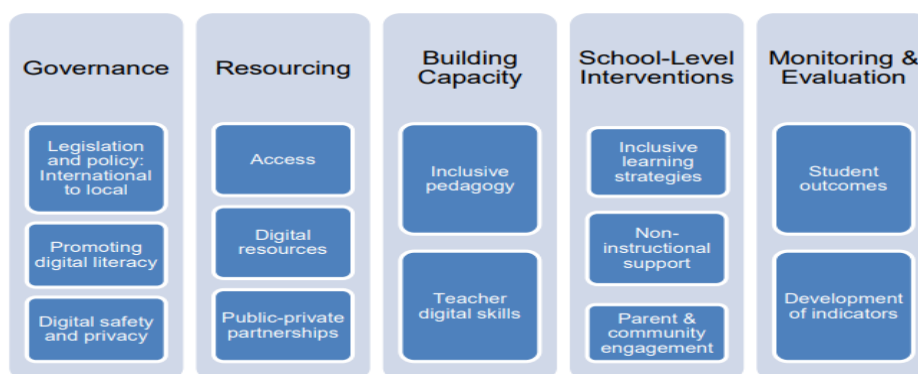 Governance
Legislation
and policy:
International
to local
Promoting
digital literacy
Digital safety
and privacy
Resourcing
Access
Digital
resources
Public-private
partnerships
Building
Capacity
Inclusive
pedagogy
Teacher
digital skills
School-Level
Interventions
Inclusive
learning
strategies
Non-
instructional
support
Parent &
community
engagement
Monitoring &
Evaluation
Student
outcomes
Development
of indicators